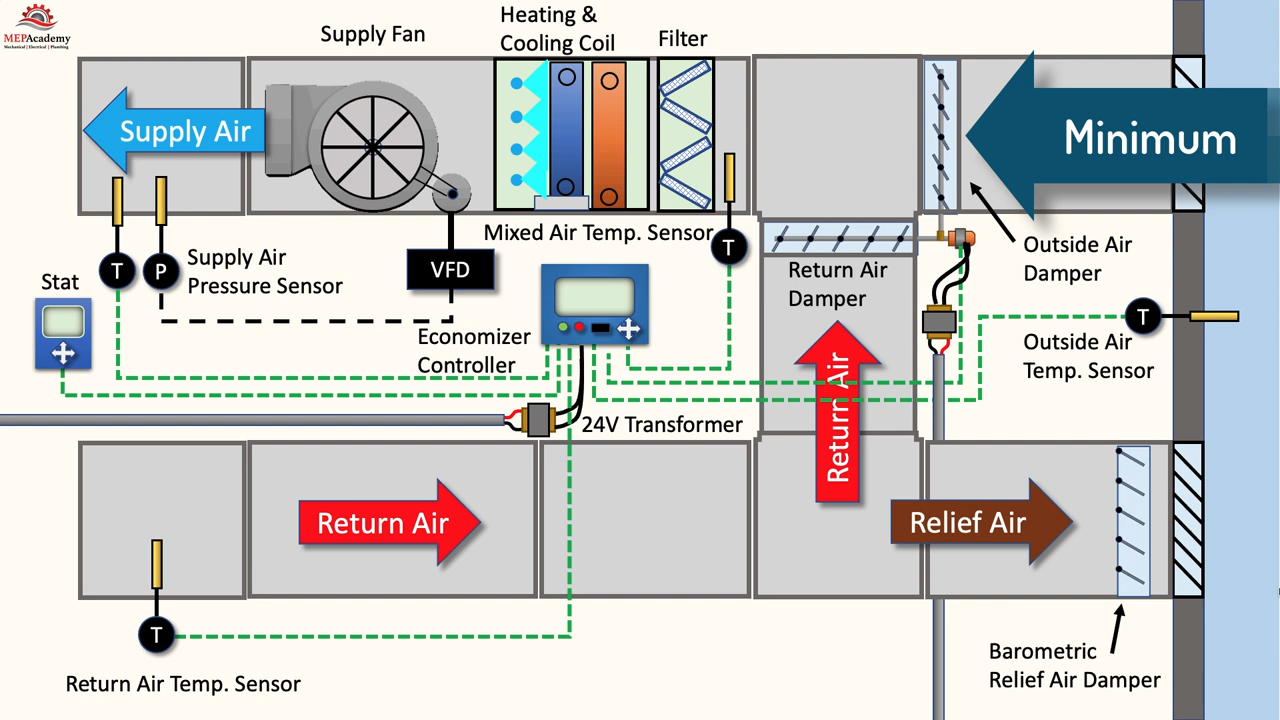 MEPAcademy
Mechanical | Electrical | Plumbing
Supply Fan
Heating &
Cooling Coil
Filter
Supply Air
Minimum
Mixed Air Temp. Sensor
T
Outside Air
Damper
Stat
T
P
Supply Air
Pressure Sensor
VFD
Return Air
Damper
Economizer
Controller
T
Outside Air
Temp. Sensor
24V Transformer
Return Air
Return Air
Relief Air
T
Barometric
Relief Air Damper
Return Air Temp. Sensor